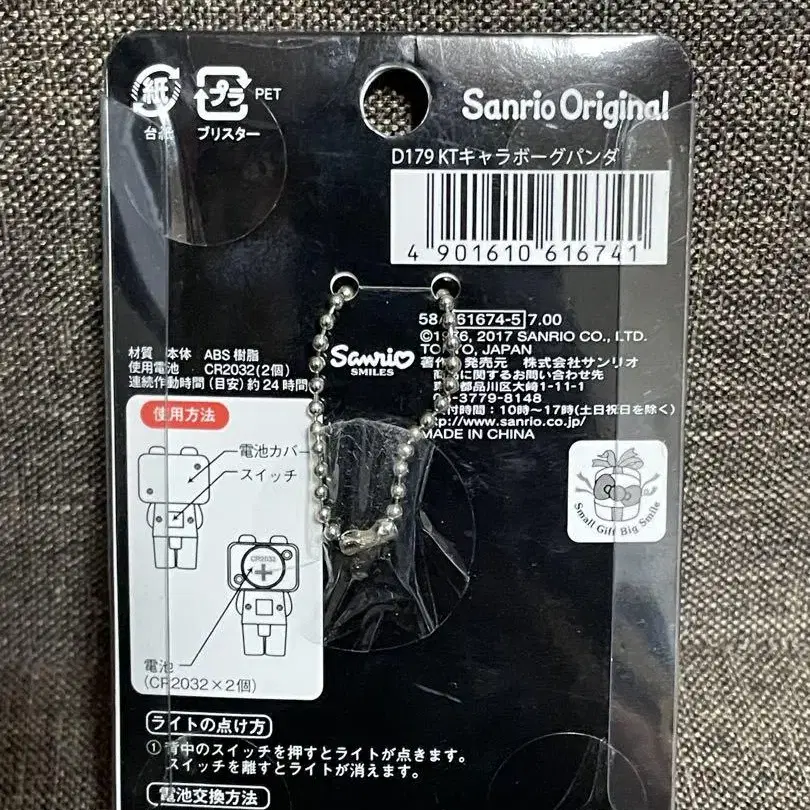 紙
プラ
PET
台紙
ブリスター
Sanrio Original
D179 KTキャラボーグパンダ
4 901610 616741
58 61674-5 7.00
©1976, 2017 SANRIO CO., LTD.
TOKYO, JAPAN
著作 発売元 株式会社サンリオ
商品に関するお問い合わせ先
東京都品川区大崎1-11-1
03-3779-8148
受付時間：10時～17時(土日祝日を除く)
http://www.sanrio.co.jp/
MADE IN CHINA
Sanrio
SMILES
材質 本体 ABS樹脂
使用電池 CR2032(2個)
連続作動時間(目安)約24時間
使用方法
電池カバー
スイッチ
CR2032
電池
(CR2032×2個)
Small Gift Big Smile
ライトの点け方
①背中のスイッチを押すとライトが点きます。
スイッチを離すとライトが消えます。
電池交換方法